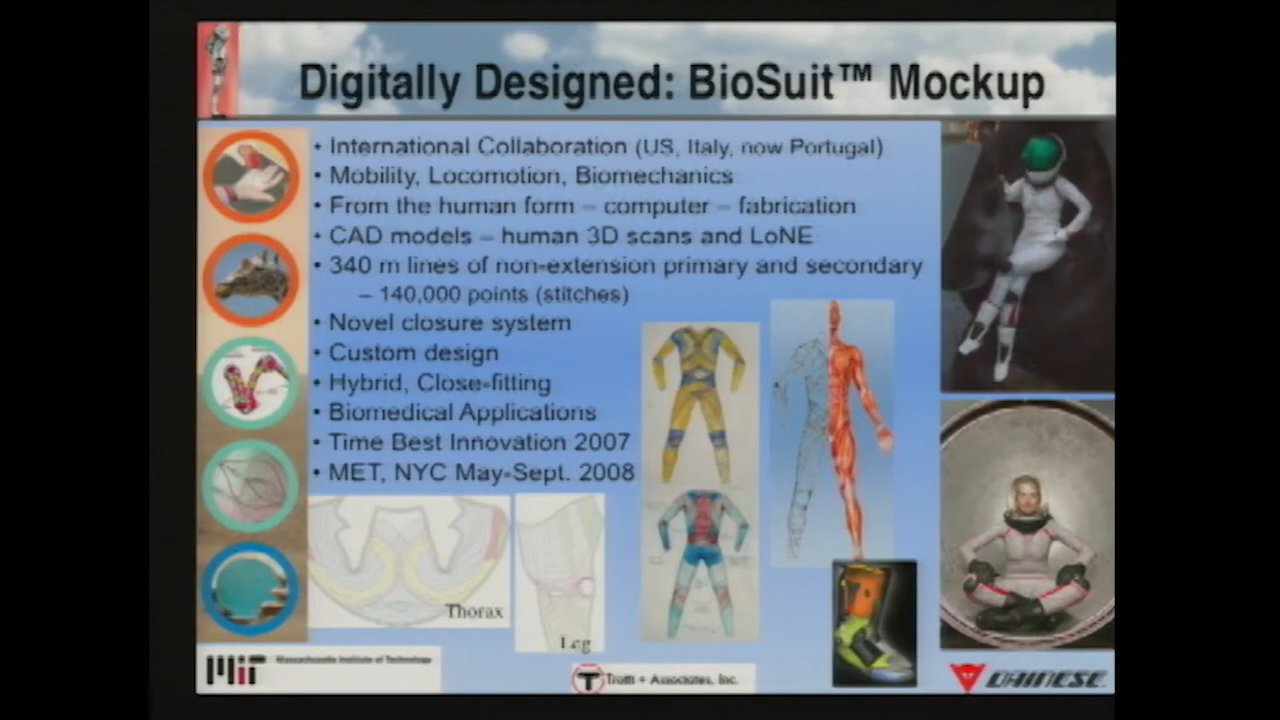 Digitally Designed: BioSuit™ Mockup
• International Collaboration (US, Italy, now Portugal)
• Mobility, Locomotion, Biomechanics
• From the human form – computer – fabrication
• CAD models – human 3D scans and LoNE
• 340 m lines of non-extension primary and secondary
– 140,000 points (stitches)
• Novel closure system
• Custom design
• Hybrid, Close-fitting
• Biomedical Applications
• Time Best Innovation 2007
• MET, NYC May-Sept. 2008
Thorax
Leg
MIT Massachusetts Institute of Technology
Trotti + Associates, Inc.
DAINESE